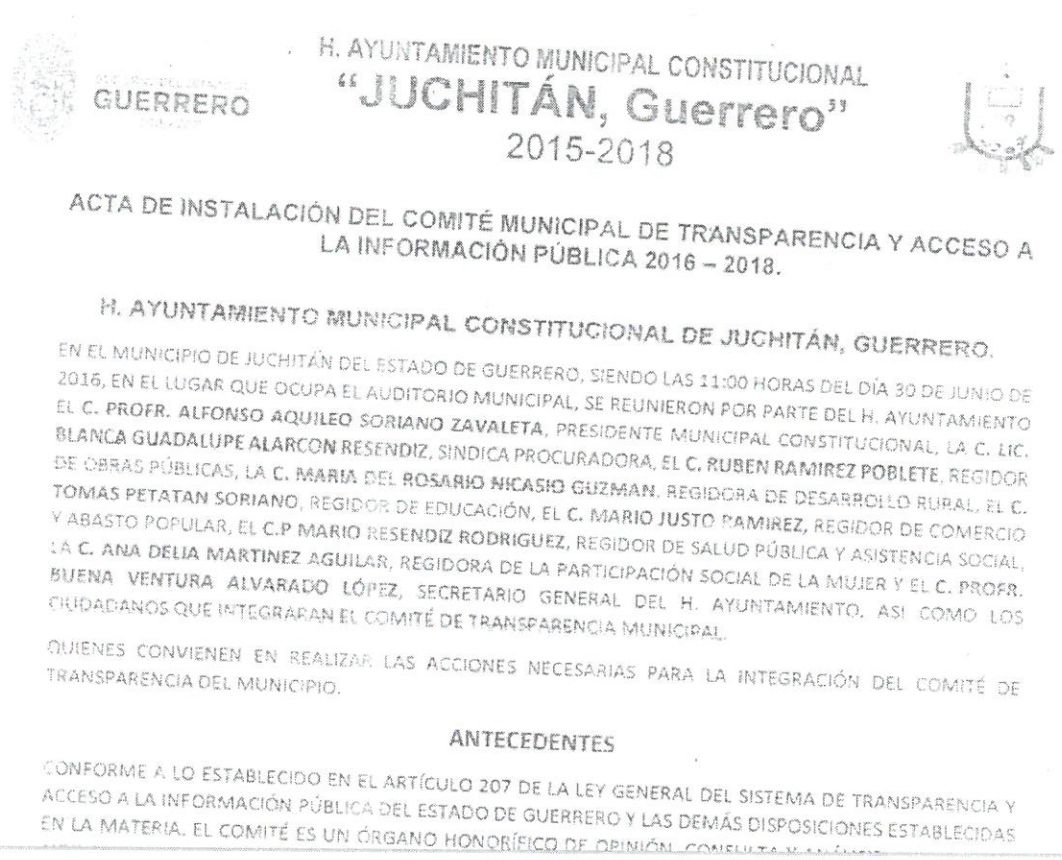 H. AYUNTAMIENTO MUNICIPAL CONSTITUCIONAL
GUERRERO
“JUCHITÁN, Guerrero”
2015-2018
ACTA DE INSTALACIÓN DEL COMITÉ MUNICIPAL DE TRANSPARENCIA Y ACCESO A
LA INFORMACIÓN PÚBLICA 2016 – 2018.
H. AYUNTAMIENTO MUNICIPAL CONSTITUCIONAL DE JUCHITÁN, GUERRERO.
EN EL MUNICIPIO DE JUCHITÁN DEL ESTADO DE GUERRERO, SIENDO LAS 11:00 HORAS DEL DÍA 30 DE JUNIO DE
2016, EN EL LUGAR QUE OCUPA EL AUDITORIO MUNICIPAL, SE REUNIERON POR PARTE DEL H. AYUNTAMIENTO
EL C. PROFR. ALFONSO AQUILEO SORIANO ZAVALETA, PRESIDENTE MUNICIPAL CONSTITUCIONAL, LA C. LIC.
BLANCA GUADALUPE ALARCON RESENDIZ, SINDICA PROCURADORA, EL C. RUBEN RAMIREZ POBLETE, REGIDOR
DE OBRAS PÚBLICAS, LA C. MARIA DEL ROSARIO NICASIO GUZMAN, REGIDORA DE DESARROLLO RURAL, EL C.
TOMAS PETATAN SORIANO, REGIDOR DE EDUCACIÓN, EL C. MARIO JUSTO RAMIREZ, REGIDOR DE COMERCIO
Y ABASTO POPULAR, EL C.P MARIO RESENDIZ RODRIGUEZ, REGIDOR DE SALUD PÚBLICA Y ASISTENCIA SOCIAL,
LA C. ANA DELIA MARTINEZ AGUILAR, REGIDORA DE LA PARTICIPACIÓN SOCIAL DE LA MUJER Y EL C. PROFR.
BUENA VENTURA ALVARADO LÓPEZ, SECRETARIO GENERAL DEL H. AYUNTAMIENTO, ASI COMO LOS
CIUDADANOS QUE INTEGRARAN EL COMITÉ DE TRANSPARENCIA MUNICIPAL.
QUIENES CONVIENEN EN REALIZAR LAS ACCIONES NECESARIAS PARA LA INTEGRACIÓN DEL COMITÉ DE
TRANSPARENCIA DEL MUNICIPIO.
ANTECEDENTES
CONFORME A LO ESTABLECIDO EN EL ARTÍCULO 207 DE LA LEY GENERAL DEL SISTEMA DE TRANSPARENCIA Y
ACCESO A LA INFORMACIÓN PÚBLICA DEL ESTADO DE GUERRERO Y LAS DEMÁS DISPOSICIONES ESTABLECIDAS
EN LA MATERIA. EL COMITÉ ES UN ÓRGANO HONORÍFICO DE OPINIÓN, CONSULTA Y